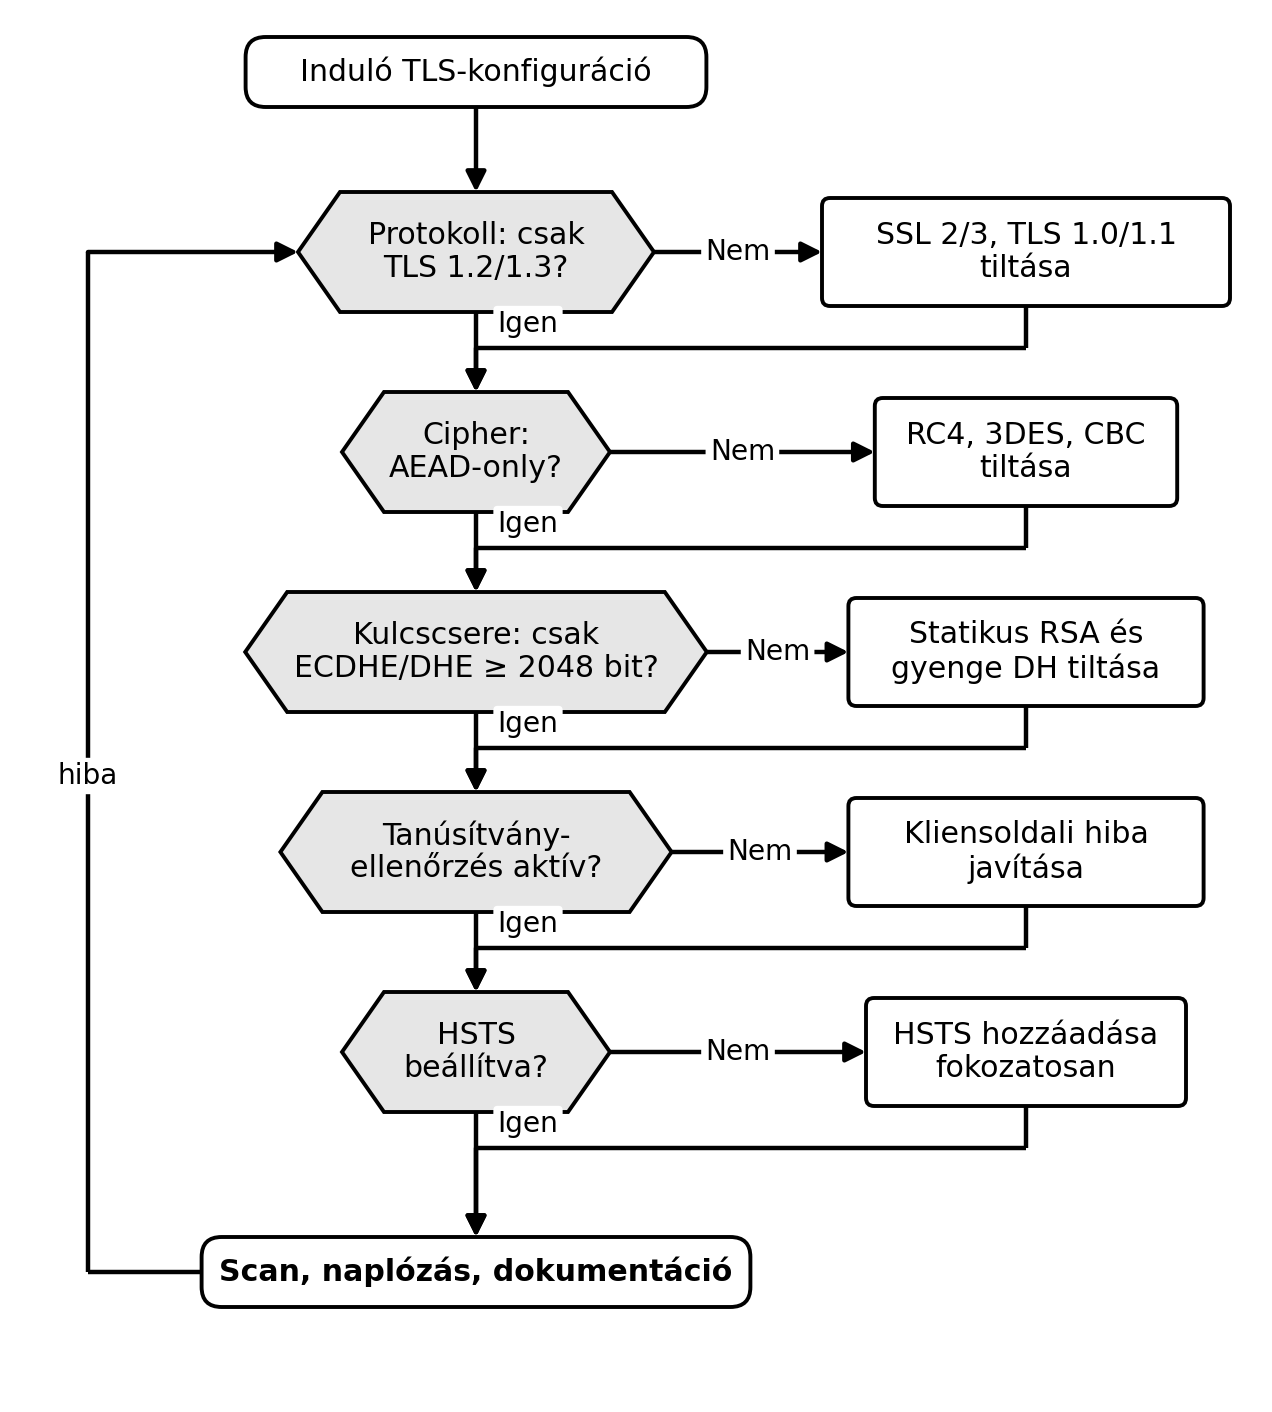 Induló TLS-konfiguráció
Protokoll: csak
TLS 1.2/1.3?
Nem
SSL 2/3, TLS 1.0/1.1
tiltása
Igen
Cipher:
AEAD-only?
Nem
RC4, 3DES, CBC
tiltása
Igen
Kulcscsere: csak
ECDHE/DHE ≥ 2048 bit?
Nem
Statikus RSA és
gyenge DH tiltása
Igen
hiba
Tanúsítvány-
ellenőrzés aktív?
Nem
Kliensoldali hiba
javítása
Igen
HSTS
beállítva?
Nem
HSTS hozzáadása
fokozatosan
Igen
Scan, naplózás, dokumentáció